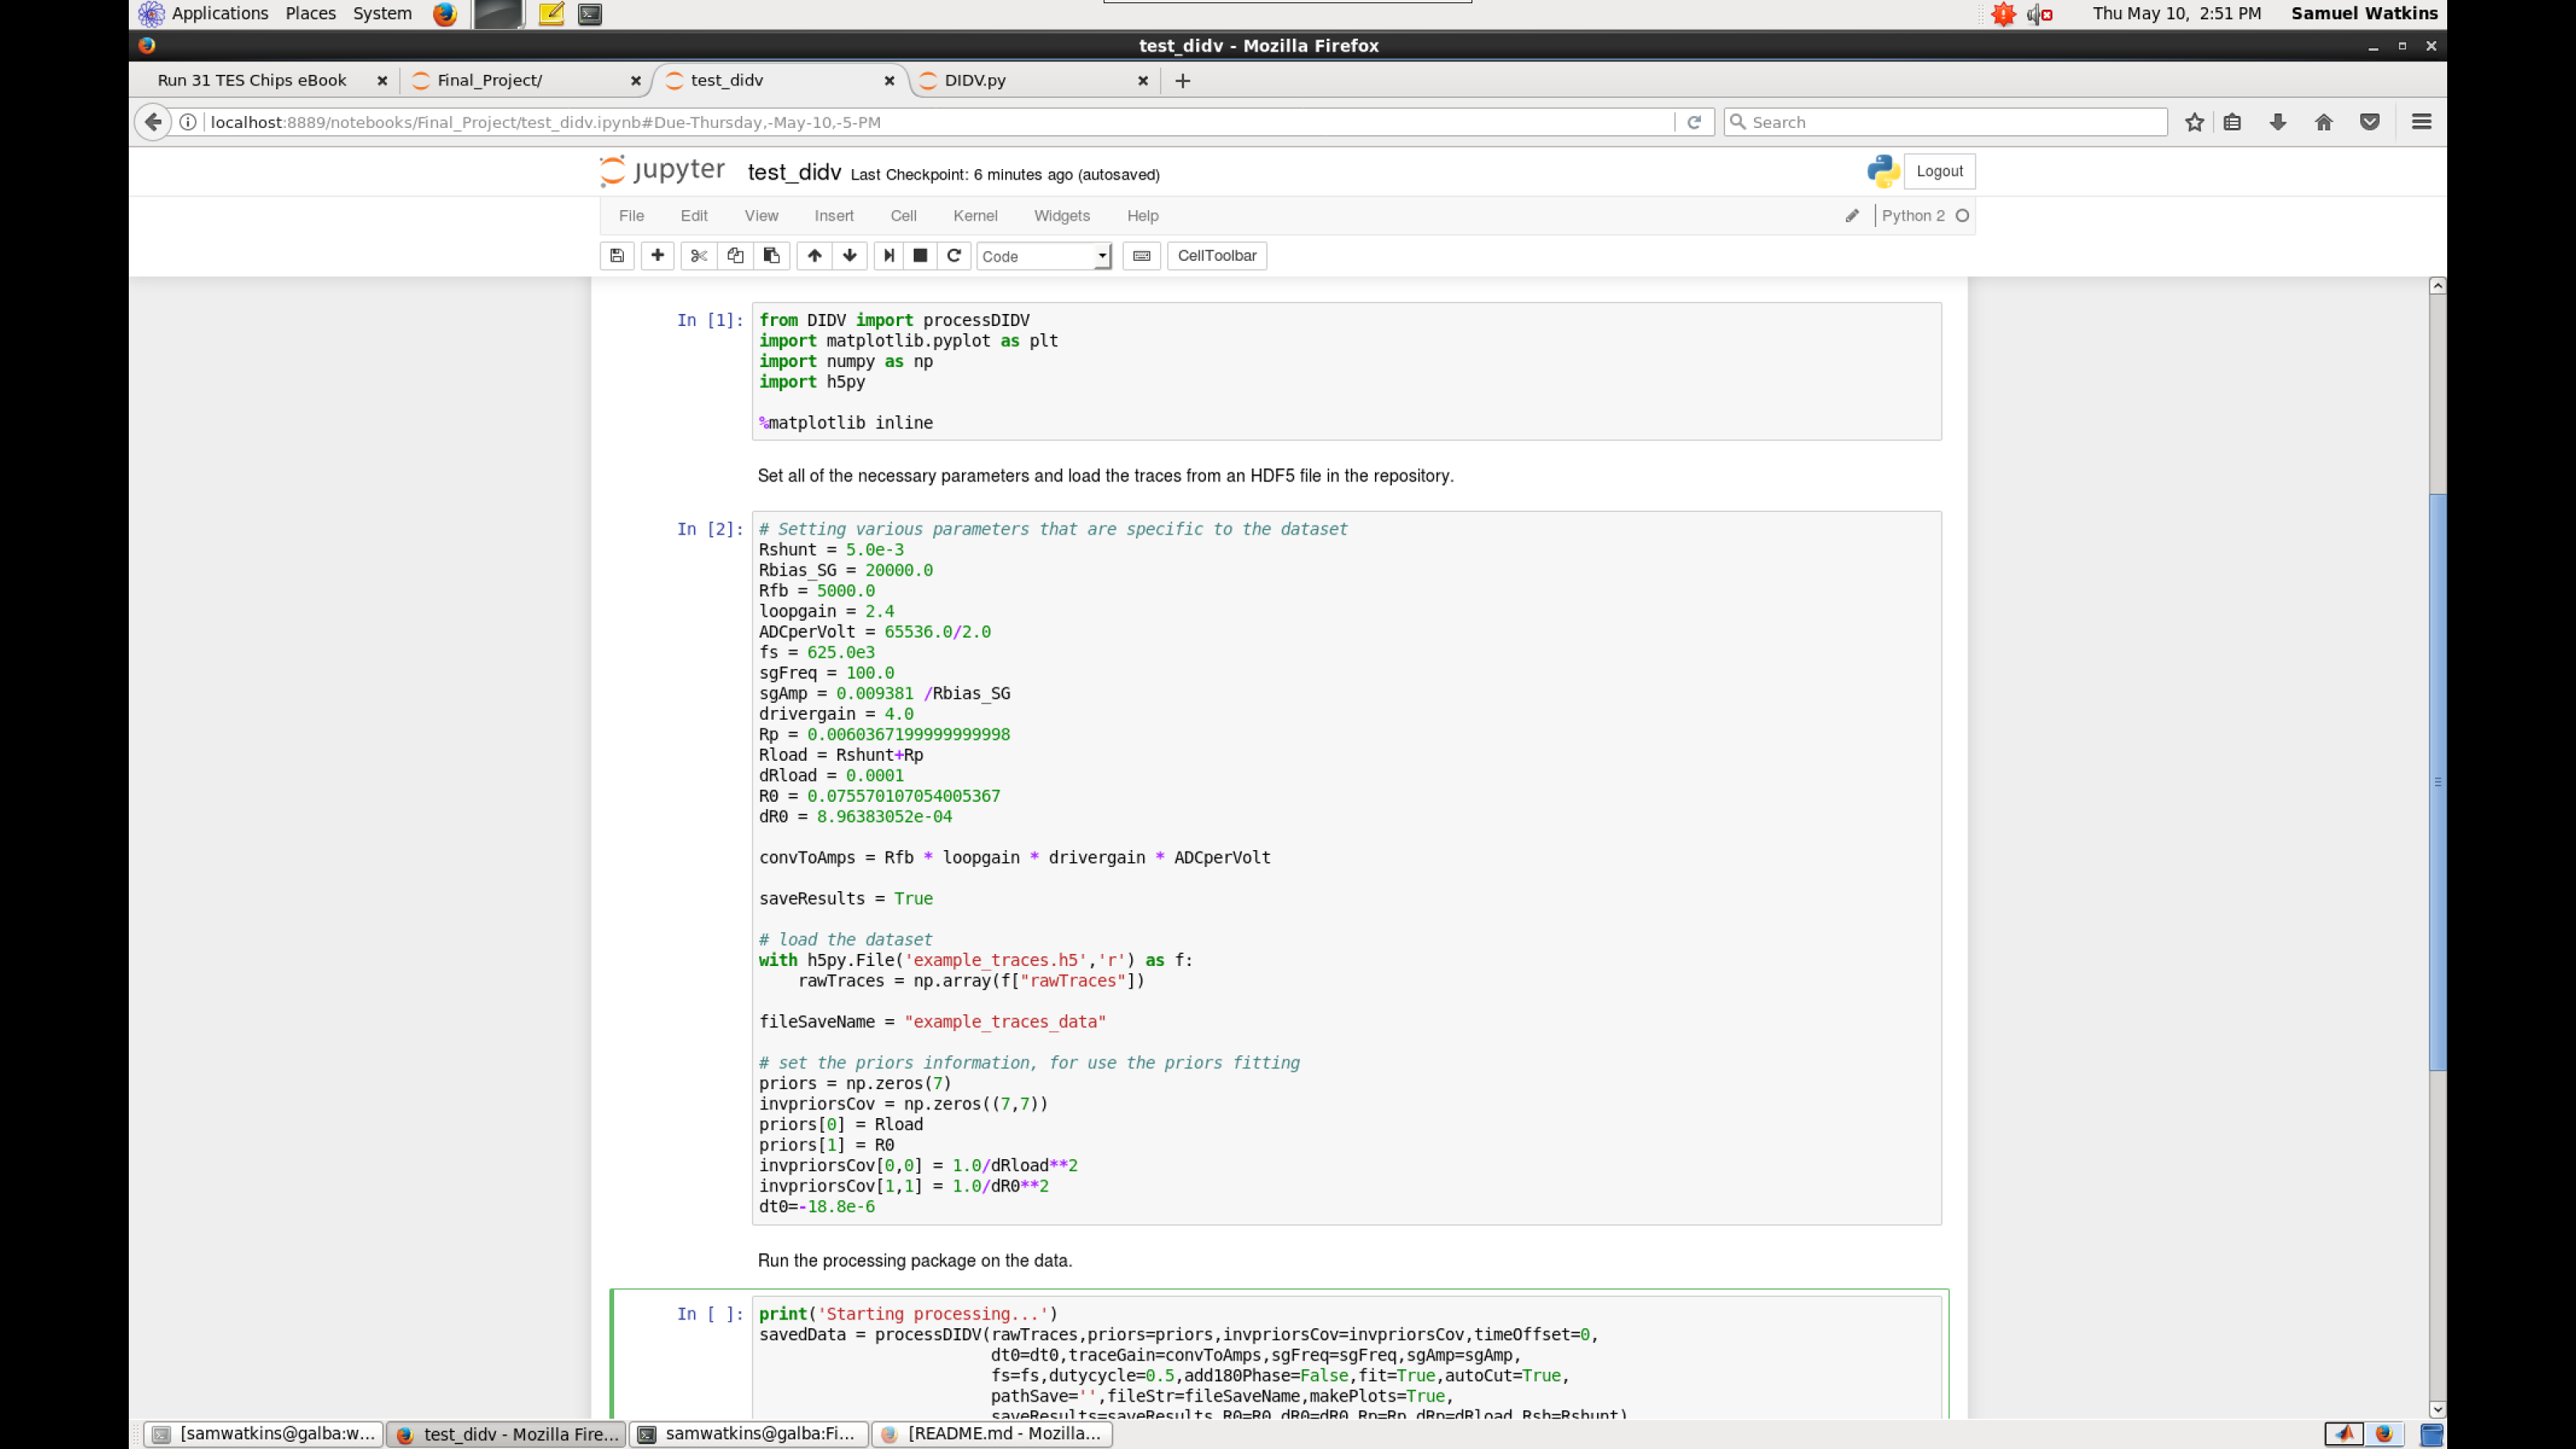 Applications Places System Thu May 10, 2:51 PM Samuel Watkins
test_didv - Mozilla Firefox
Run 31 TES Chips eBook Final_Project/ test_didv DIDV.py
localhost:8889/notebooks/Final_Project/test_didv.ipynb#Due-Thursday,-May-10,-5-PM Search
jupyter test_didv Last Checkpoint: 6 minutes ago (autosaved) Logout
File Edit View Insert Cell Kernel Widgets Help Python 2
Code CellToolbar
In [1]: from DIDV import processDIDV
import matplotlib.pyplot as plt
import numpy as np
import h5py
%matplotlib inline
Set all of the necessary parameters and load the traces from an HDF5 file in the repository.
In [2]: # Setting various parameters that are specific to the dataset
Rshunt = 5.0e-3
Rbias_SG = 20000.0
Rfb = 5000.0
loopgain = 2.4
ADCperVolt = 65536.0/2.0
fs = 625.0e3
sgFreq = 100.0
sgAmp = 0.009381 /Rbias_SG
drivergain = 4.0
Rp = 0.0060367199999999998
Rload = Rshunt+Rp
dRload = 0.0001
R0 = 0.075570107054005367
dR0 = 8.96383052e-04
convToAmps = Rfb * loopgain * drivergain * ADCperVolt
saveResults = True
# load the dataset
with h5py.File('example_traces.h5','r') as f:
    rawTraces = np.array(f["rawTraces"])
fileSaveName = "example_traces_data"
# set the priors information, for use the priors fitting
priors = np.zeros(7)
invpriorsCov = np.zeros((7,7))
priors[0] = Rload
priors[1] = R0
invpriorsCov[0,0] = 1.0/dRload**2
invpriorsCov[1,1] = 1.0/dR0**2
dt0=-18.8e-6
Run the processing package on the data.
In [ ]: print('Starting processing...')
savedData = processDIDV(rawTraces,priors=priors,invpriorsCov=invpriorsCov,timeOffset=0,
dt0=dt0,traceGain=convToAmps,sgFreq=sgFreq,sgAmp=sgAmp,
fs=fs,dutycycle=0.5,add180Phase=False,fit=True,autoCut=True,
pathSave='',fileStr=fileSaveName,makePlots=True,
saveResults=saveResults,R0=R0,dR0=dR0,Rp=Rp,dRp=dRload,Rsh=Rshunt)
[samwatkins@galba:w... test_didv - Mozilla Fire... samwatkins@galba:Fi... [README.md - Mozilla...